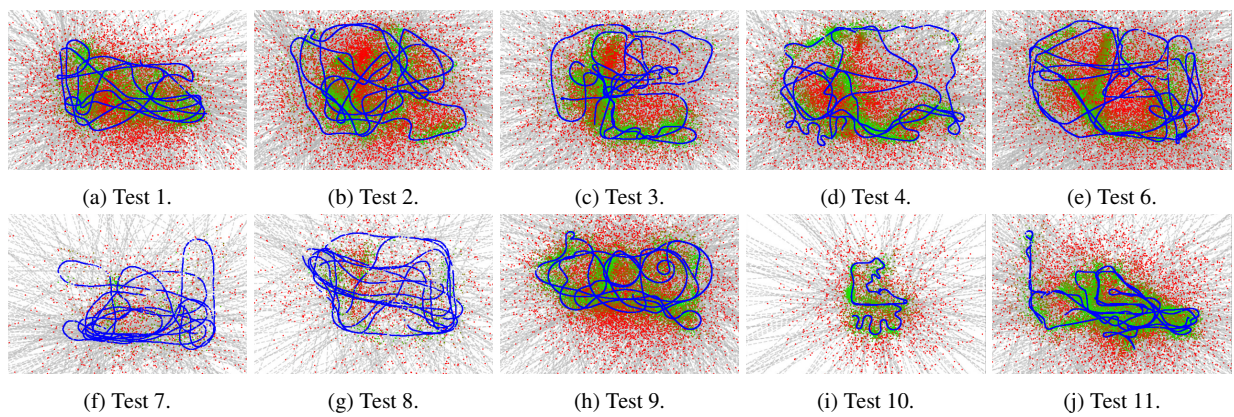 (a) Test 1.
(b) Test 2.
(c) Test 3.
(d) Test 4.
(e) Test 6.
(f) Test 7.
(g) Test 8.
(h) Test 9.
(i) Test 10.
(j) Test 11.